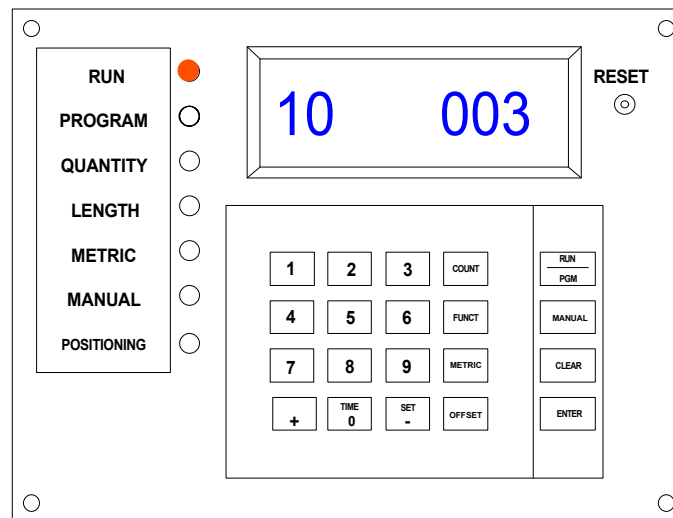 RUN
PROGRAM
QUANTITY
LENGTH
METRIC
MANUAL
POSITIONING
10 003
RESET
1 2 3 COUNT
4 5 6 FUNCT
7 8 9 METRIC
+ TIME 0 SET - OFFSET
RUN
PGM
MANUAL
CLEAR
ENTER